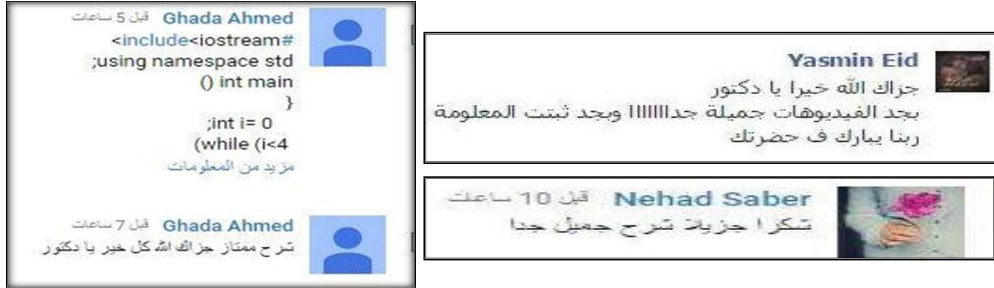 Ghada Ahmed قبل 5 ساعات
#include<iostream>
using namespace std;
int main ()
{
int i= 0;
while (i<4)
مزيد من المعلومات
Ghada Ahmed قبل 7 ساعات
شرح ممتاز جزاك الله كل خير يا دكتور
Yasmin Eid
جزاك الله خيرا يا دكتور
بجد الفيديوهات جميلة جداااااااا وبجد ثبتت المعلومة
ربنا يبارك ف حضرتك
Nehad Saber قبل 10 ساعات
شكرا جزيلا شرح جميل جدا